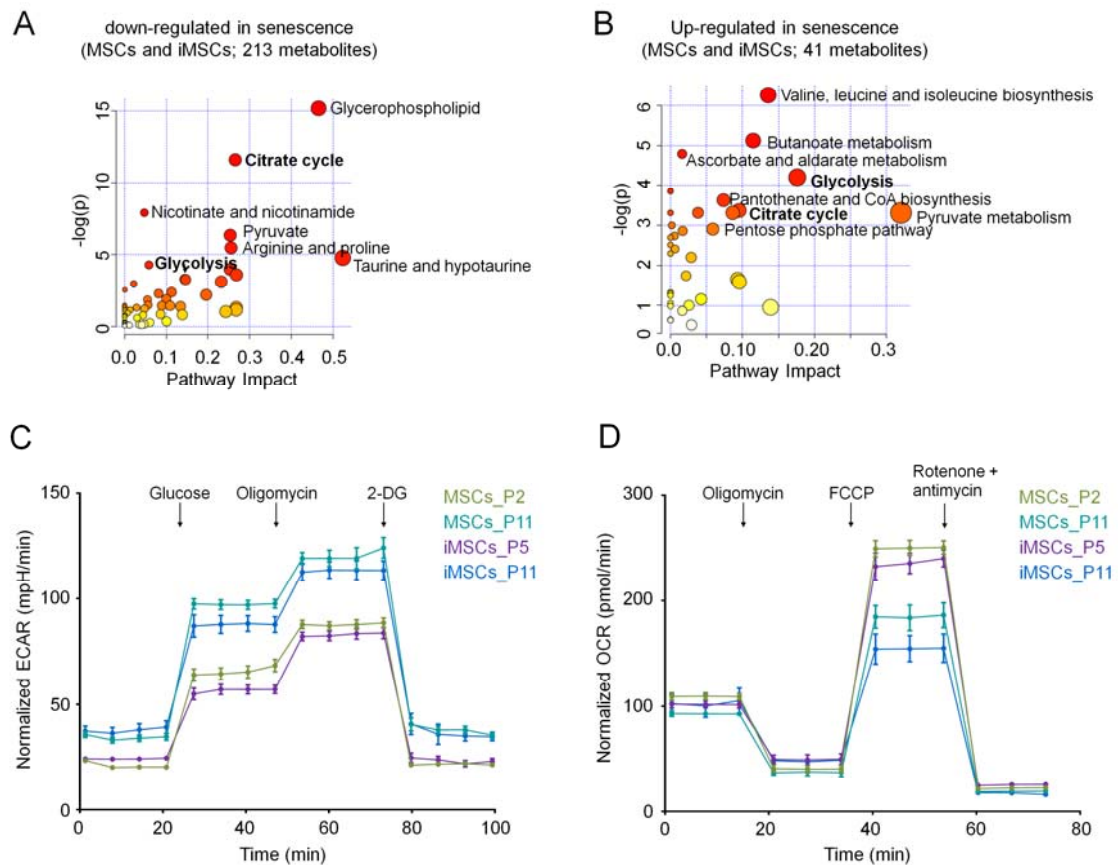 A
down-regulated in senescence
(MSCs and iMSCs; 213 metabolites)
15
10
5
0
-log(p)
Glycerophospholipid
Citrate cycle
Nicotinate and nicotinamide
Pyruvate
Arginine and proline
Glycolysis
Taurine and hypotaurine
0.0 0.1 0.2 0.3 0.4 0.5
Pathway Impact
B
Up-regulated in senescence
(MSCs and iMSCs; 41 metabolites)
6
5
4
3
2
1
0
-log(p)
Valine, leucine and isoleucine biosynthesis
Butanoate metabolism
Ascorbate and aldarate metabolism
Glycolysis
Pantothenate and CoA biosynthesis
Citrate cycle
Pyruvate metabolism
Pentose phosphate pathway
0.0 0.10 0.20 0.3
Pathway Impact
C
150
100
50
0
Normalized ECAR (mpH/min)
Glucose
Oligomycin
2-DG
MSCs_P2
MSCs_P11
iMSCs_P5
iMSCs_P11
0 20 40 60 80 100
Time (min)
D
300
200
100
0
Normalized OCR (pmol/min)
Oligomycin
FCCP
Rotenone +
antimycin
MSCs_P2
MSCs_P11
iMSCs_P5
iMSCs_P11
0 20 40 60 80
Time (min)